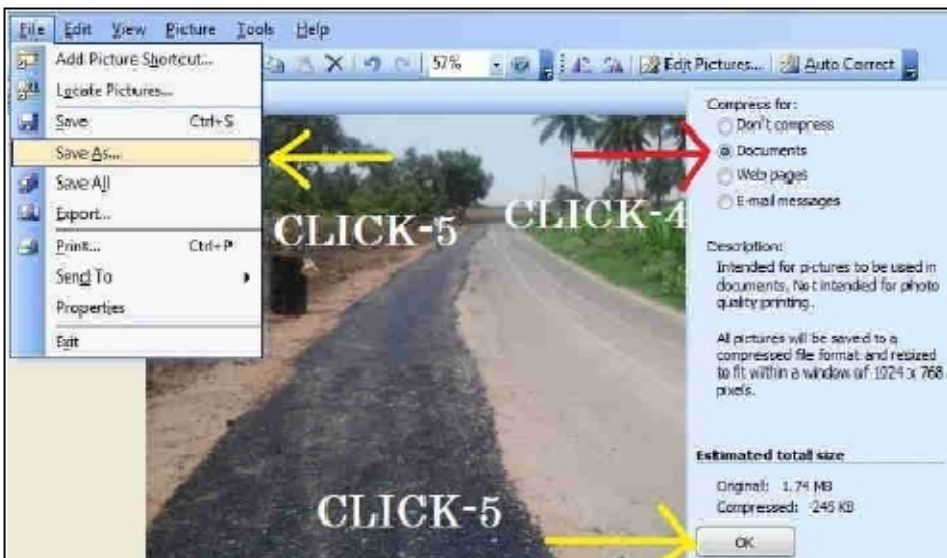 File Edit View Picture Tools Help
Add Picture Shortcut...
Locate Pictures...
Save Ctrl+S
Save As...
Save All
Export...
Print... Ctrl+P
Send To
Properties
Exit
57%
Edit Pictures...
Auto Correct
CLICK-5
CLICK-4
CLICK-5
Compress for:
Don't compress
Documents
Web pages
E-mail messages
Description:
Intended for pictures to be used in
documents. Not intended for photo
quality printing.
All pictures will be saved to a
compressed file format and resized
to fit within a window of 1024 x 768
pixels.
Estimated total size
Original: 1.74 MB
Compressed: 245 KB
OK